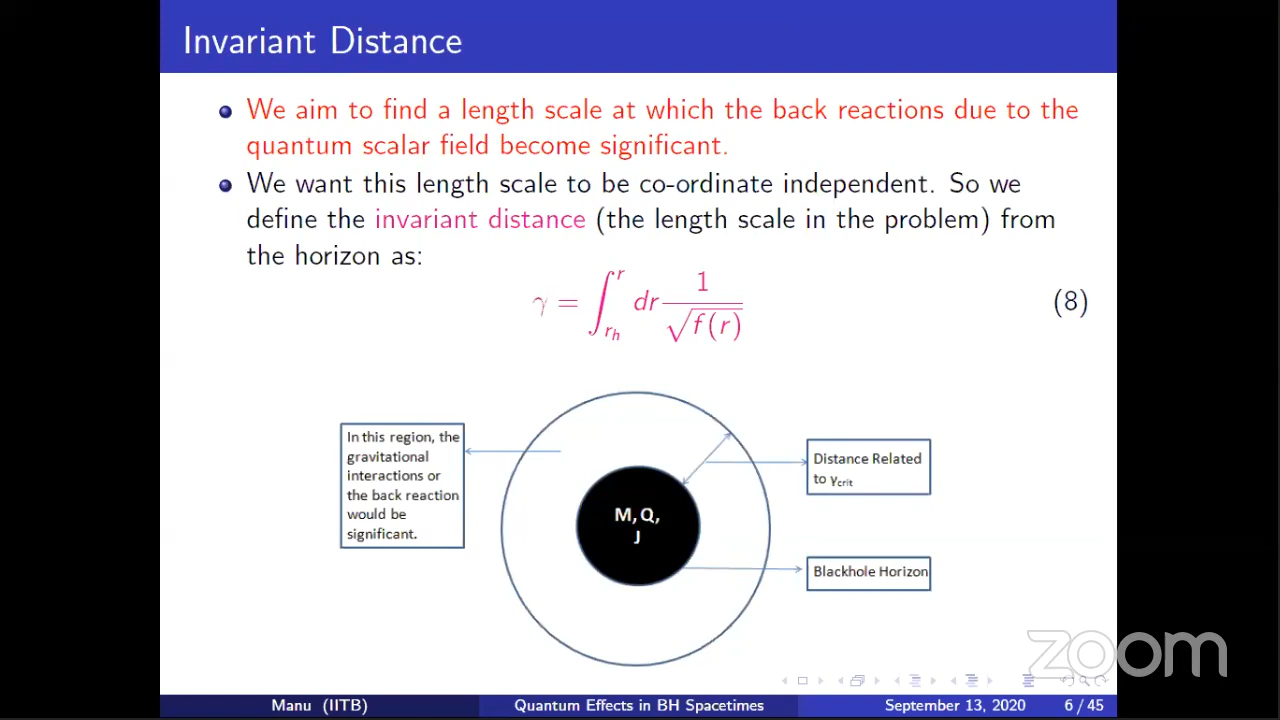 Invariant Distance
We aim to find a length scale at which the back reactions due to the
quantum scalar field become significant.
We want this length scale to be co-ordinate independent. So we
define the invariant distance (the length scale in the problem) from
the horizon as:
γ = ∫_{r_h}^{r} dr 1/√f(r) (8)
In this region, the
gravitational
interactions or
the back reaction
would be
significant.
M, Q,
J
Distance Related
to γcrit
Blackhole Horizon
zoom
Manu (IITB) Quantum Effects in BH Spacetimes September 13, 2020 6 / 45